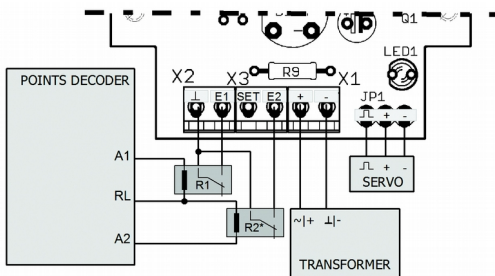 Q1
LED1
R9
X2 X3 X1
⊥ E1 SET E2 + -
JP1
⎍ + -
POINTS DECODER
A1
RL
A2
R1
R2*
⎍ + -
SERVO
~|+ ⊥|-
TRANSFORMER